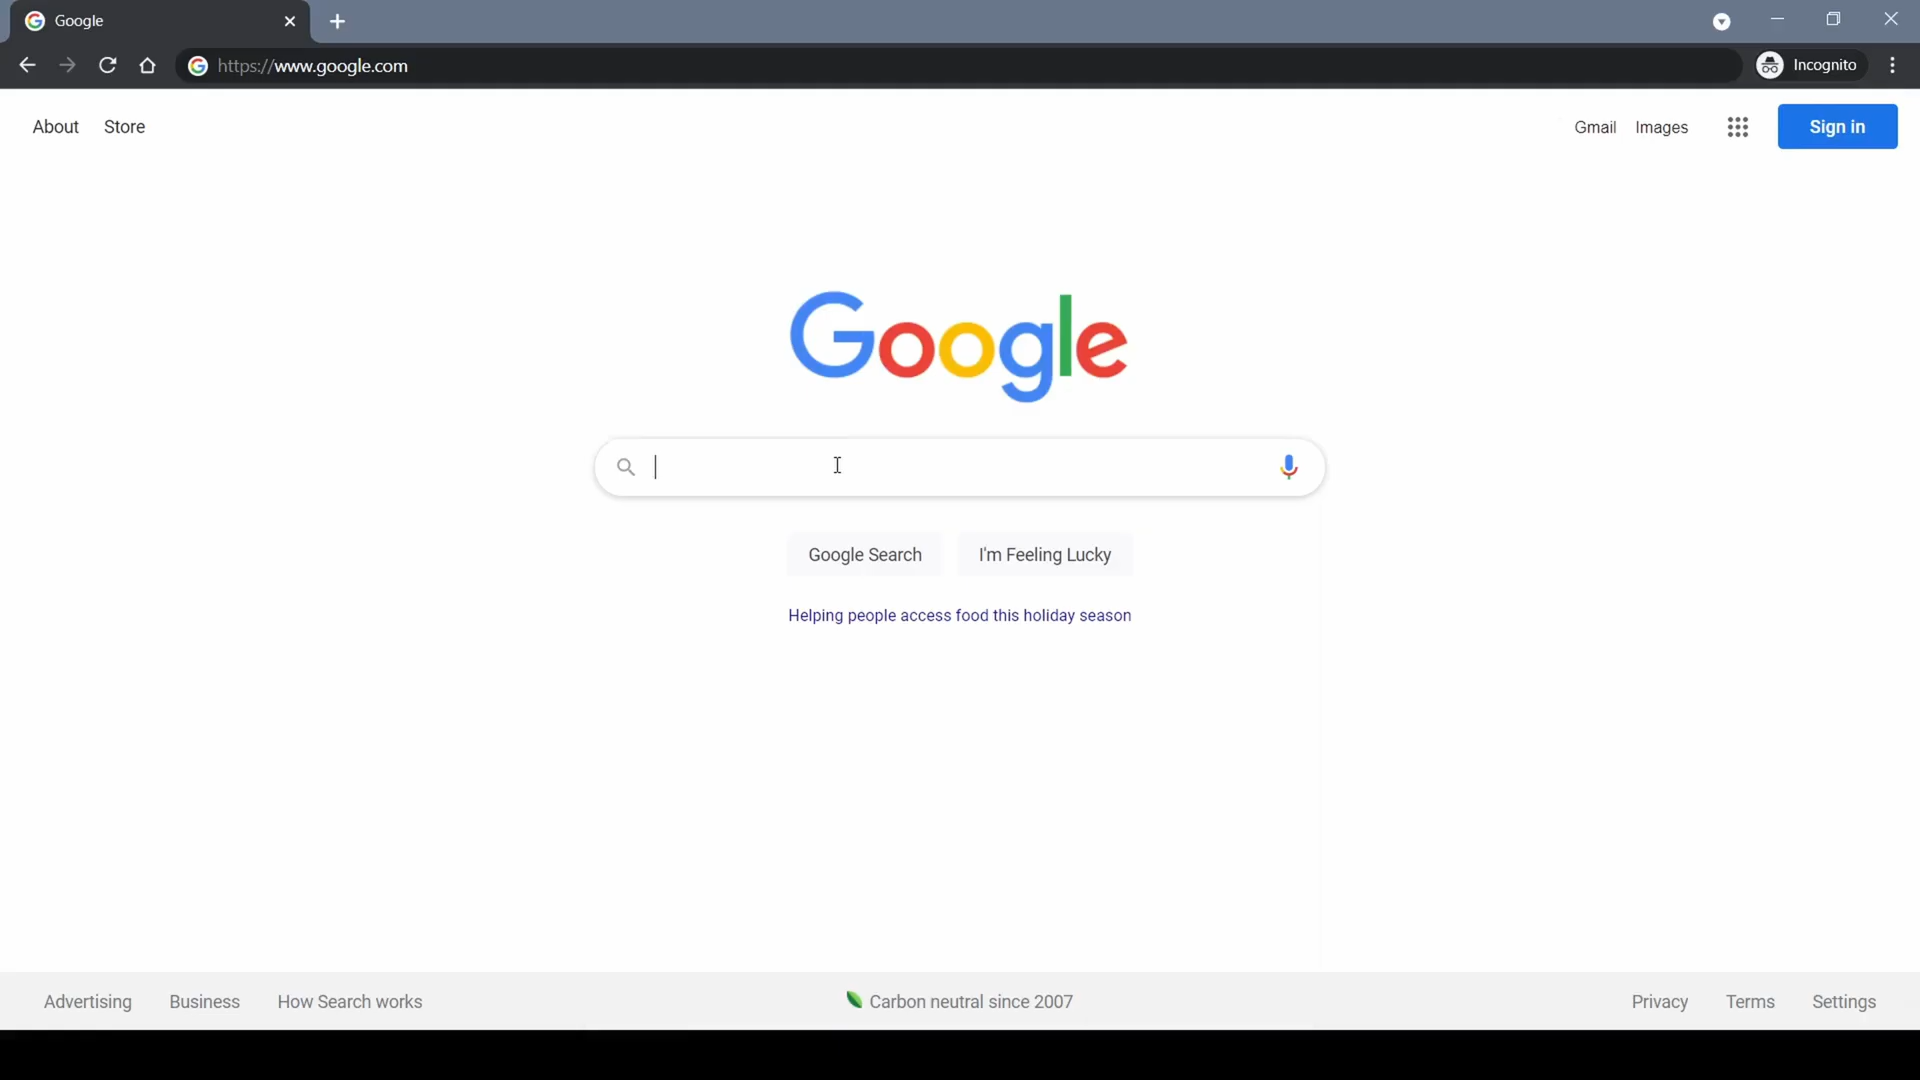 Google
https://www.google.com
Incognito
About Store
Gmail Images
Sign in
Google
Google Search I'm Feeling Lucky
Helping people access food this holiday season
Advertising Business How Search works
Carbon neutral since 2007
Privacy Terms Settings